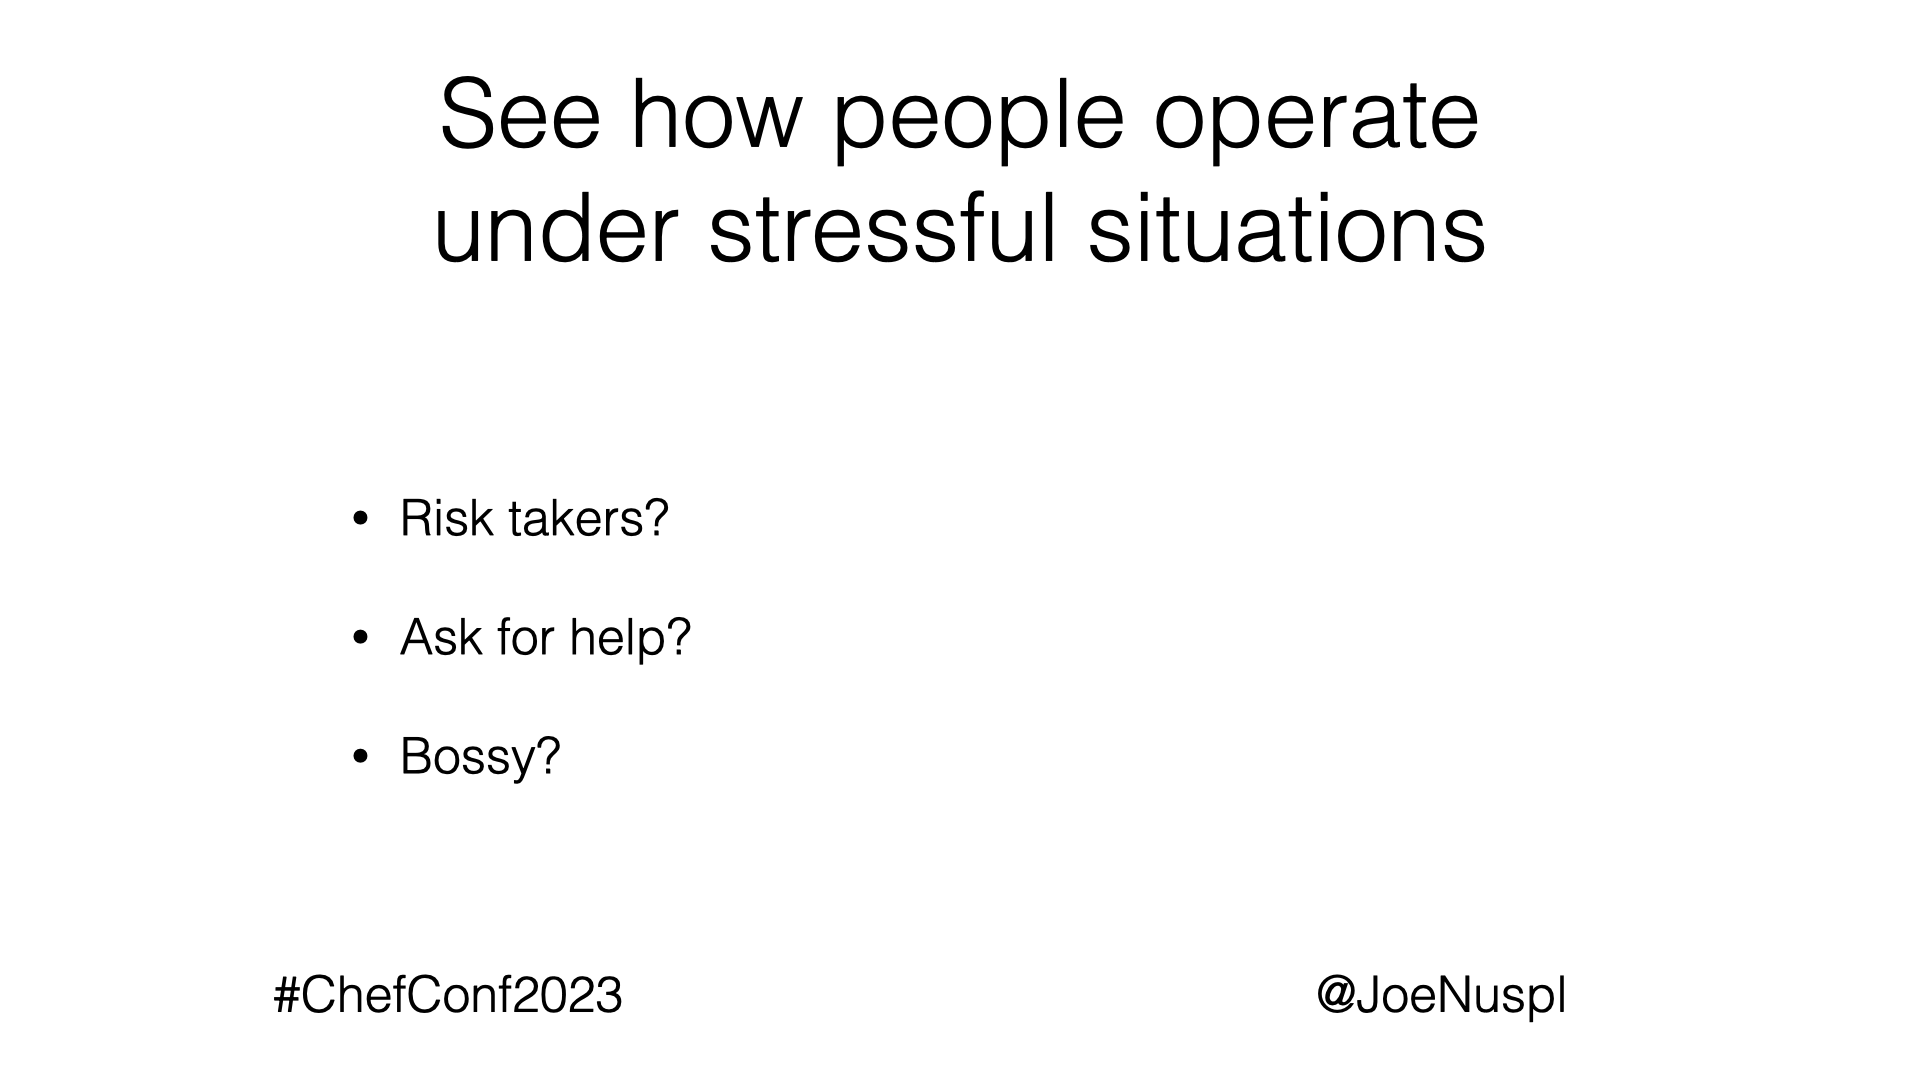 See how people operate
under stressful situations
• Risk takers?
• Ask for help?
• Bossy?
#ChefConf2023
@JoeNuspl